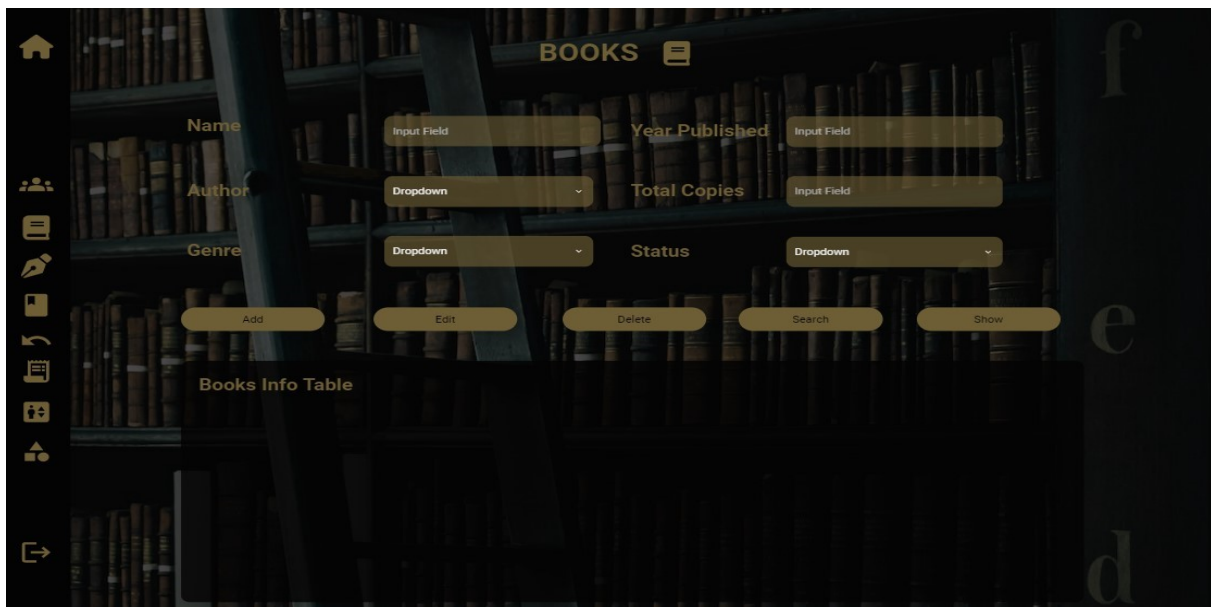 BOOKS
Name
Input Field
Year Published
Input Field
Author
Dropdown
Total Copies
Input Field
Genre
Dropdown
Status
Dropdown
Add
Edit
Delete
Search
Show
Books Info Table
f
e
d